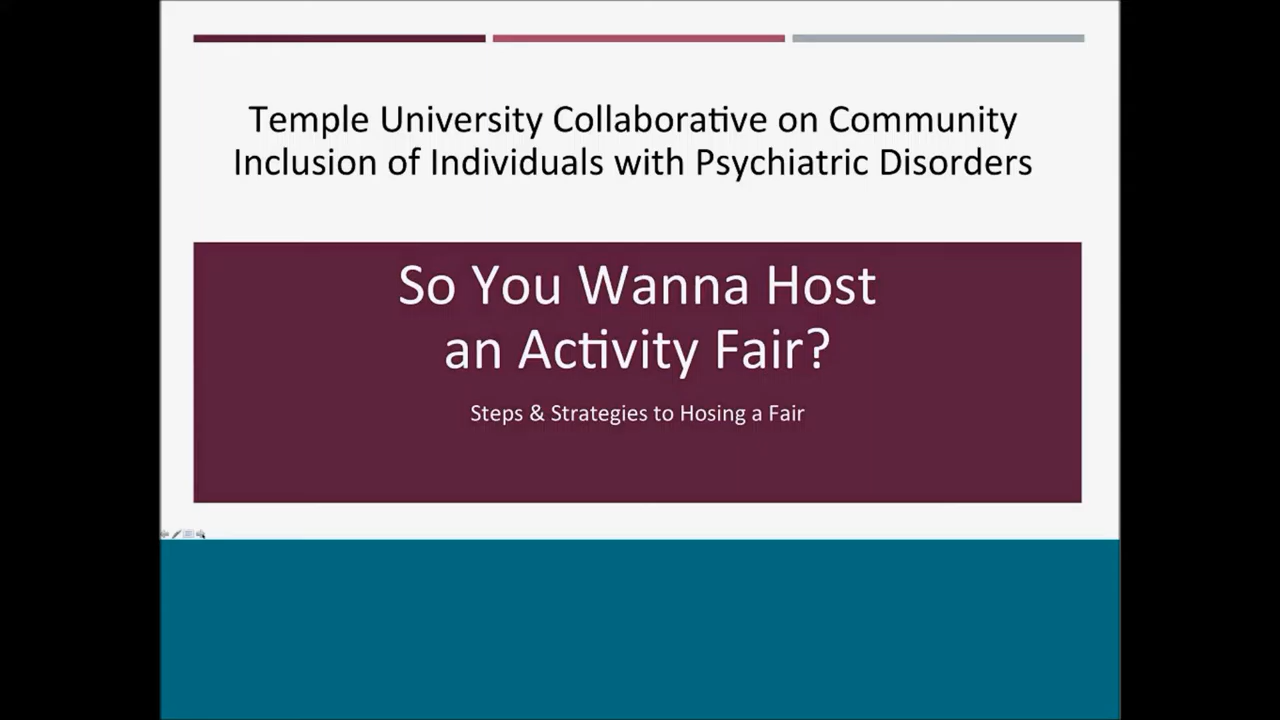 Temple University Collaborative on Community
Inclusion of Individuals with Psychiatric Disorders
So You Wanna Host
an Activity Fair?
Steps & Strategies to Hosing a Fair